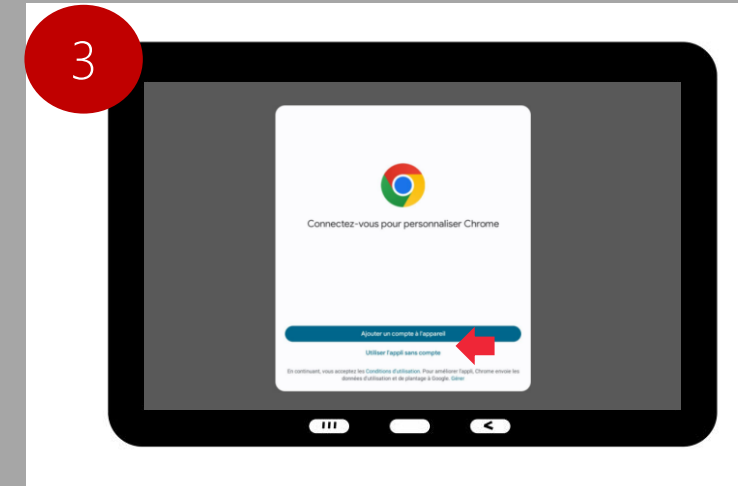 3
Connectez-vous pour personnaliser Chrome
Ajouter un compte à l'appareil
Utiliser l'appli sans compte
En continuant, vous acceptez les Conditions d'utilisation. Pour améliorer l'appli, Chrome envoie les
données d'utilisation et de plantage à Google. Gérer